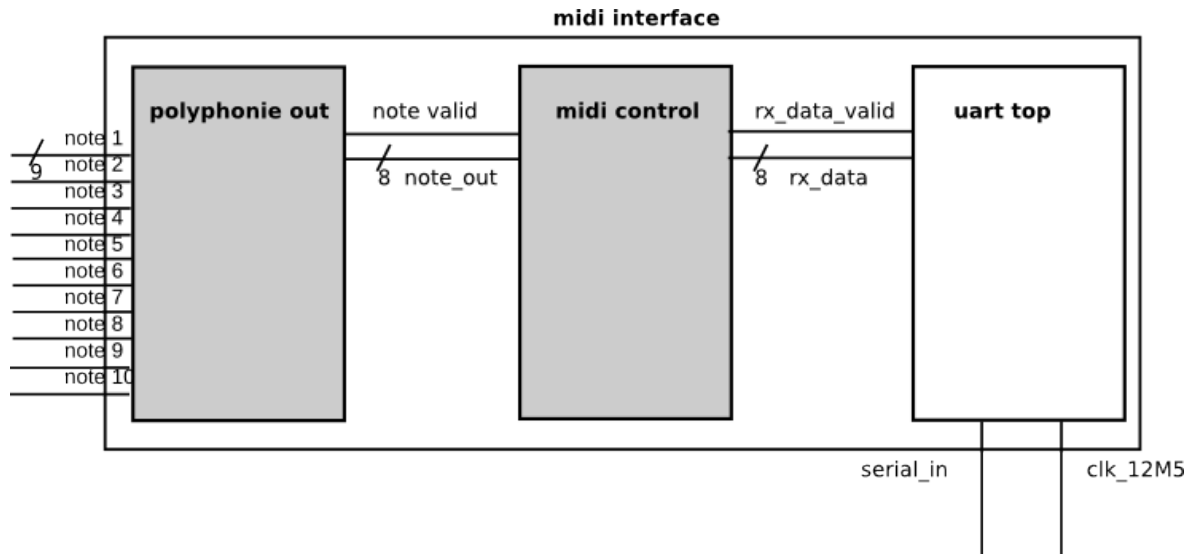 midi interface
polyphonie out
note valid
midi control
rx_data_valid
uart top
note 1
note 2
9
8 note_out
8 rx_data
note 3
note 4
note 5
note 6
note 7
note 8
note 9
note 10
serial_in
clk_12M5